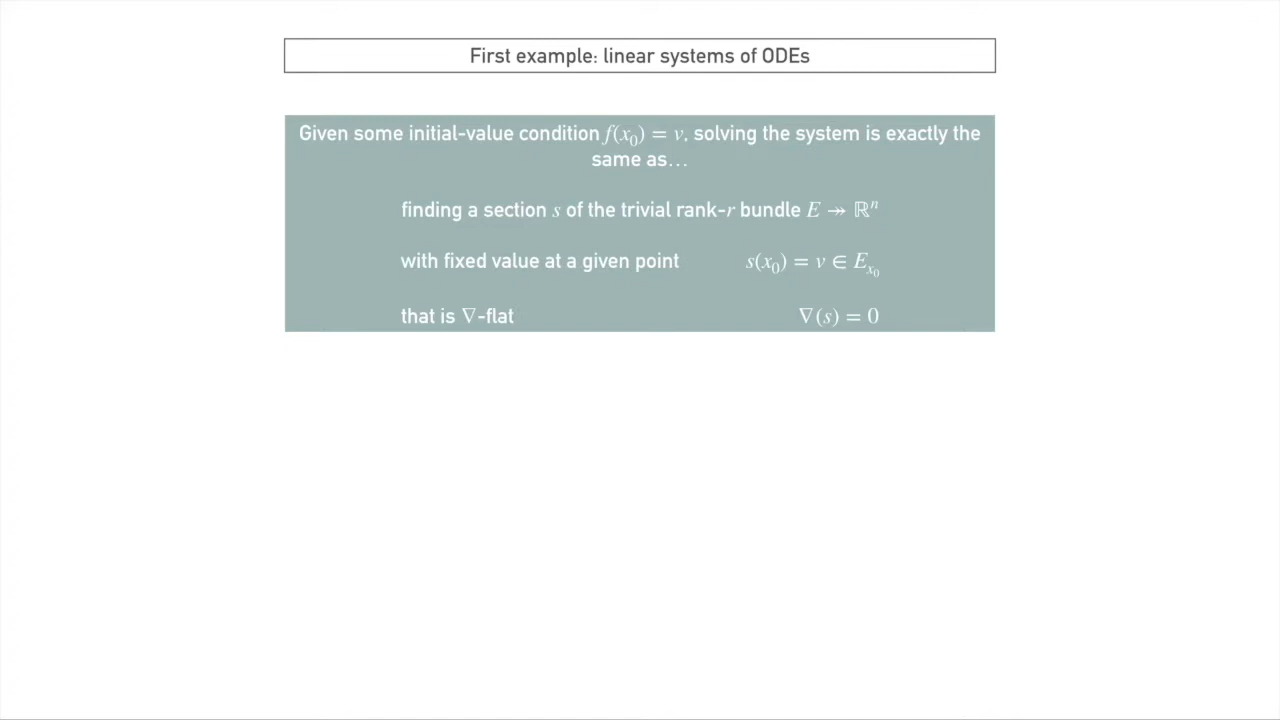 First example: linear systems of ODEs
Given some initial-value condition f(x₀) = v, solving the system is exactly the
same as…
finding a section s of the trivial rank-r bundle E ↠ ℝⁿ
with fixed value at a given point s(x₀) = v ∈ Eₓ₀
that is ∇-flat ∇(s) = 0